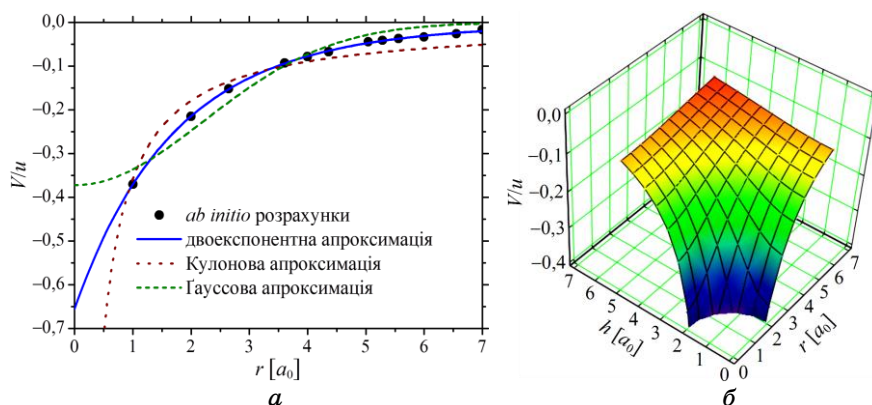 0,0
–0,1
–0,2
–0,3
–0,4
–0,5
–0,6
–0,7
V/u
ab initio розрахунки
двоекспонентна апроксимація
Кулонова апроксимація
Ґауссова апроксимація
0 1 2 3 4 5 6 7
r [a₀]
а
0,0
–0,1
–0,2
–0,3
–0,4
V/u
7 6 5 4 3 2 1 0
h [a₀]
0 1 2 3 4 5 6 7
r [a₀]
б